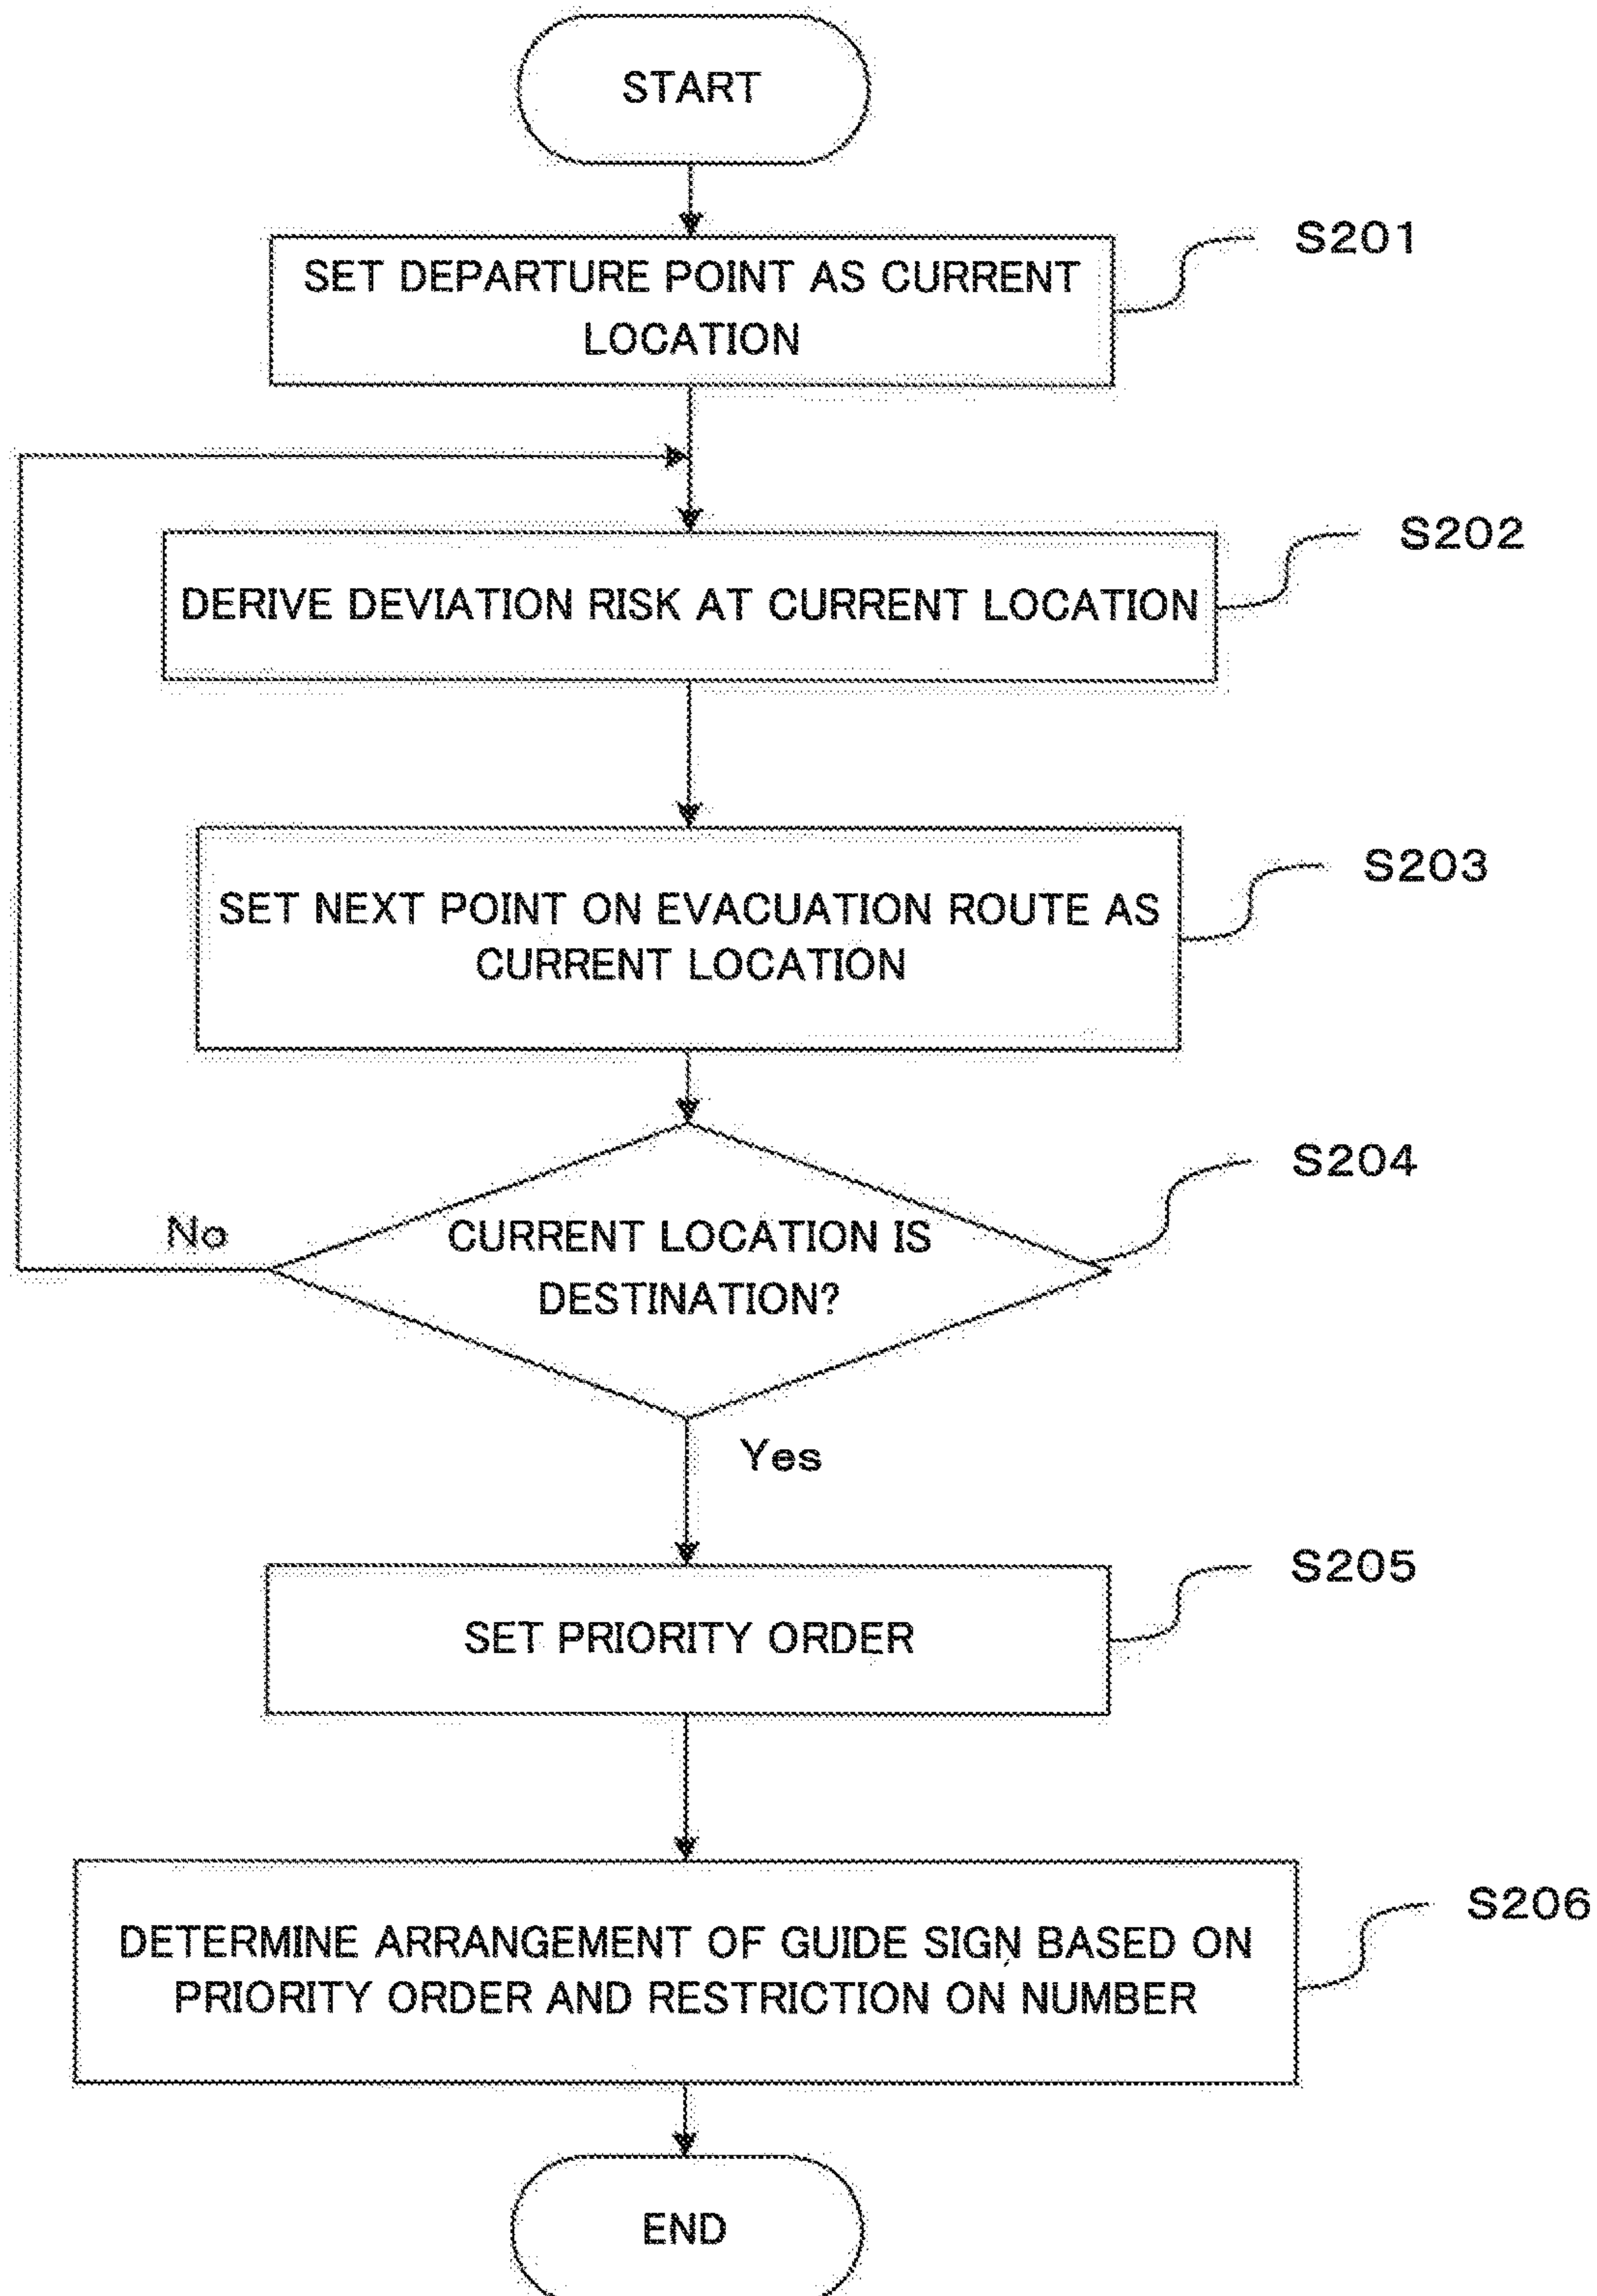 START
S201
SET DEPARTURE POINT AS CURRENT
LOCATION
S202
DERIVE DEVIATION RISK AT CURRENT LOCATION
S203
SET NEXT POINT ON EVACUATION ROUTE AS
CURRENT LOCATION
S204
No
CURRENT LOCATION IS
DESTINATION?
Yes
S205
SET PRIORITY ORDER
S206
DETERMINE ARRANGEMENT OF GUIDE SIGN BASED ON
PRIORITY ORDER AND RESTRICTION ON NUMBER
END